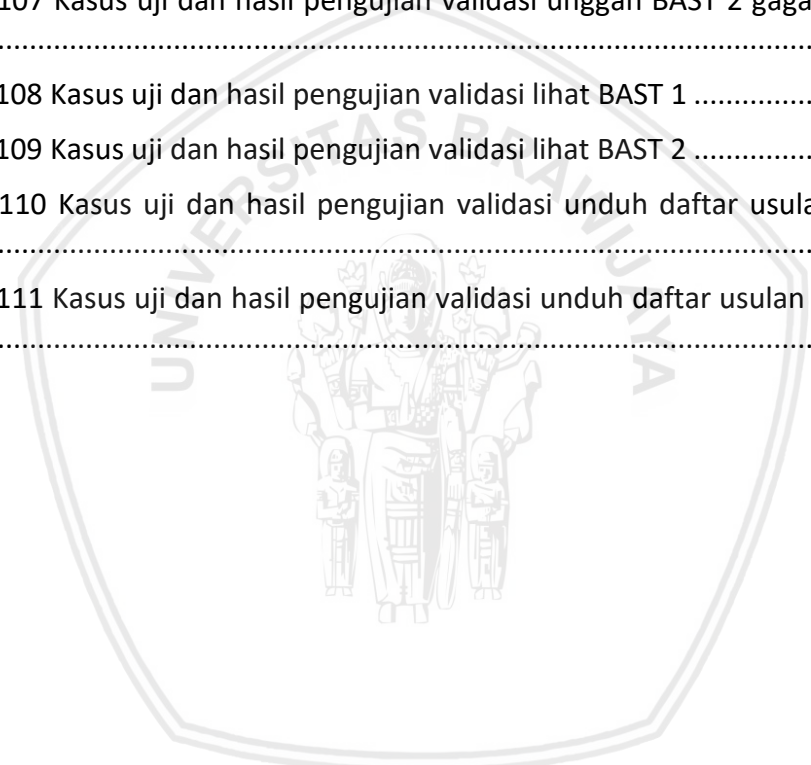 107 Kasus uji dan hasil pengujian validasi unggah BAST 2 gaga
................................................................................
108 Kasus uji dan hasil pengujian validasi lihat BAST 1 ...............
109 Kasus uji dan hasil pengujian validasi lihat BAST 2 ...............
110 Kasus uji dan hasil pengujian validasi unduh daftar usula
................................................................................
111 Kasus uji dan hasil pengujian validasi unduh daftar usulan
................................................................................
UNIVERSITAS BRAWIJAYA